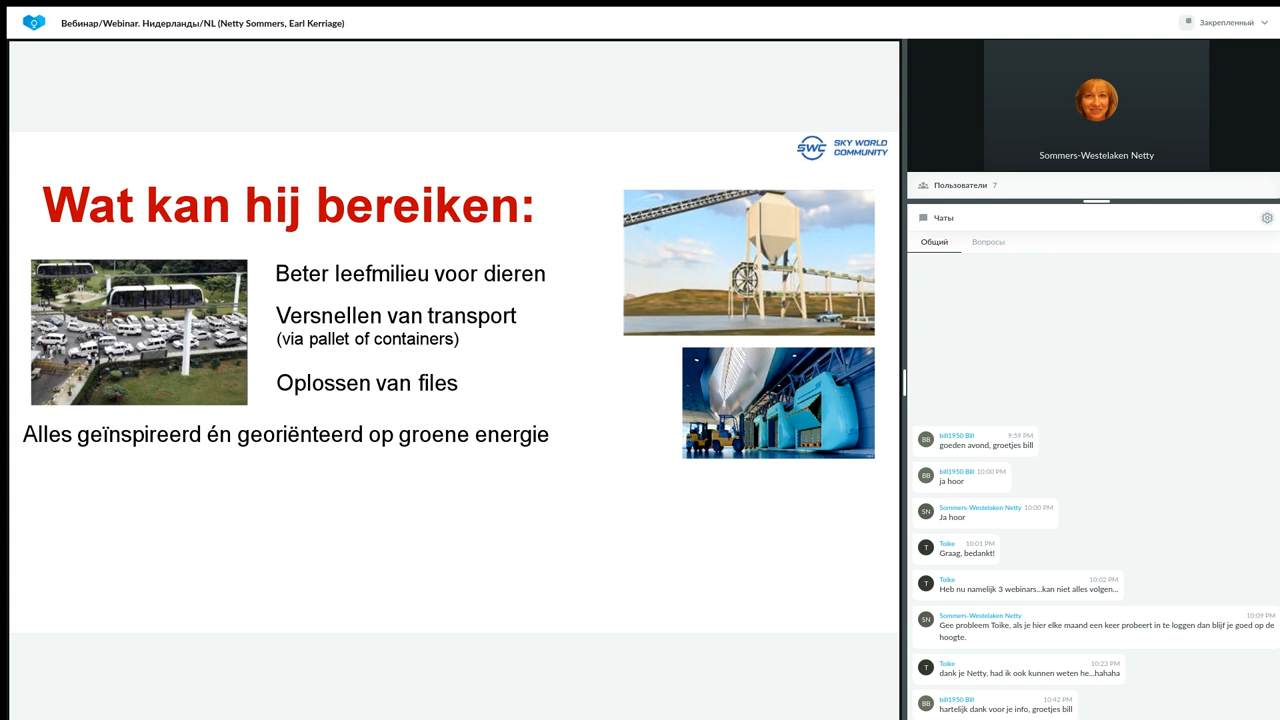 Вебинар/Webinar. Нидерланды/NL (Netty Sommers, Earl Kerriage)
Закрепленный
SWC SKY WORLD
COMMUNITY
Wat kan hij bereiken:
Beter leefmilieu voor dieren
Versnellen van transport
(via pallet of containers)
Oplossen van files
Alles geïnspireerd én georiënteerd op groene energie
Sommers-Westelaken Netty
Пользователи 7
Чаты
Общий Вопросы
BB bill1950 Bill 9:59 PM
goeden avond, groetjes bill
BB bill1950 Bill 10:00 PM
ja hoor
SN Sommers-Westelaken Netty 10:00 PM
Ja hoor
T Toike 10:01 PM
Graag, bedankt!
T Toike 10:02 PM
Heb nu namelijk 3 webinars...kan niet alles volgen...
SN Sommers-Westelaken Netty 10:09 PM
Gee probleem Toike, als je hier elke maand een keer probeert in te loggen dan blijf je goed op de
hoogte.
T Toike 10:23 PM
dank je Netty, had ik ook kunnen weten he...hahaha
BB bill1950 Bill 10:42 PM
hartelijk dank voor je info, groetjes bill